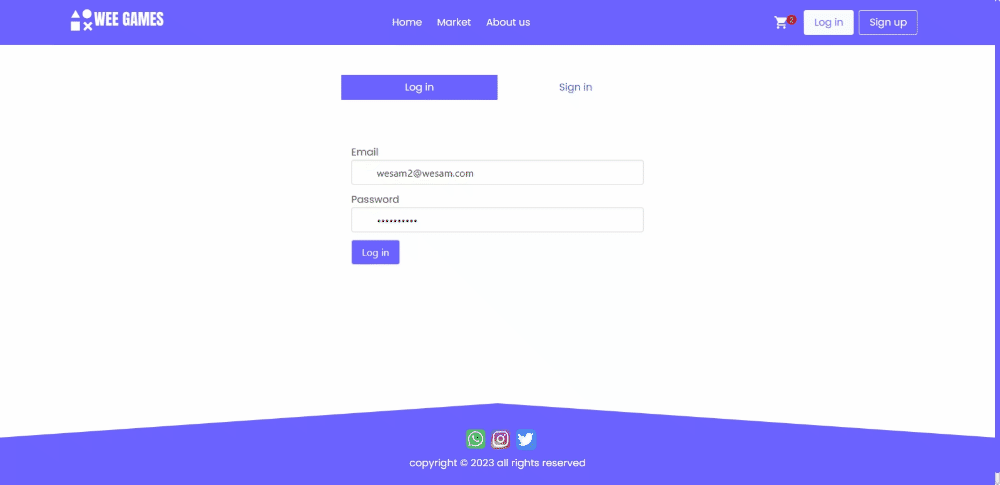 WEE GAMES
Home Market About us
2
Log in Sign up
Log in Sign in
Email
wesam2@wesam.com
Password
Log in
copyright © 2023 all rights reserved